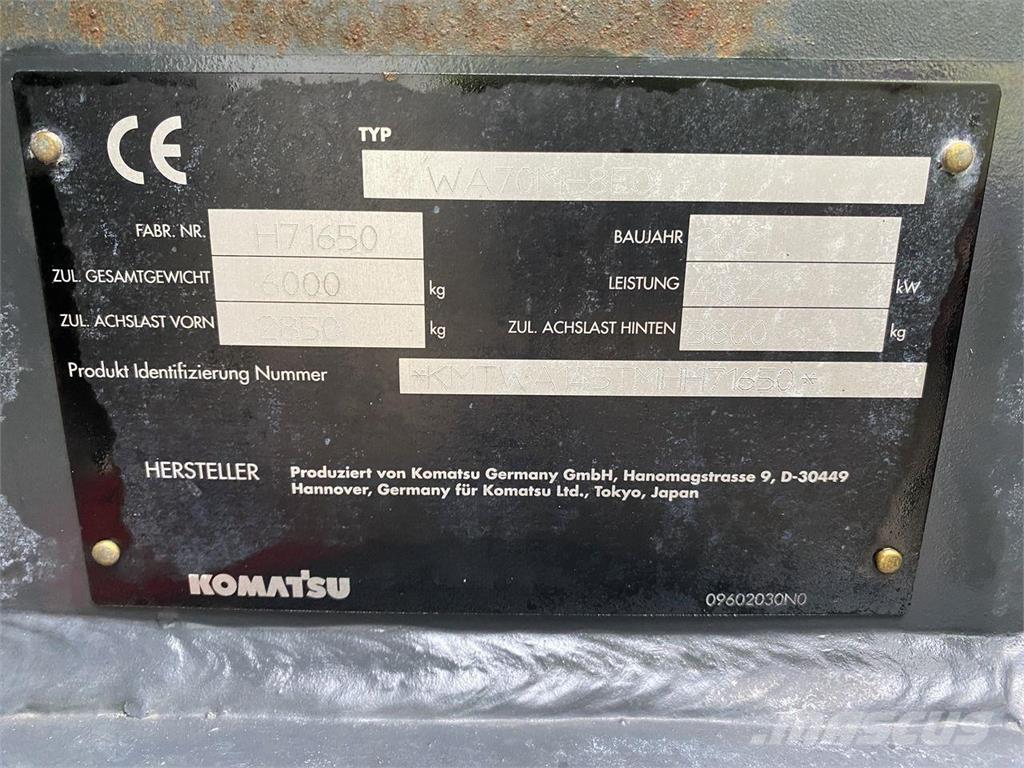 CE
TYP WA70M-8E0
FABR. NR. H71650
BAUJAHR
ZUL. GESAMTGEWICHT 6000 kg
LEISTUNG kW
ZUL. ACHSLAST VORN 2850 kg
ZUL. ACHSLAST HINTEN 3800 kg
Produkt Identifizierung Nummer
HERSTELLER Produziert von Komatsu Germany GmbH, Hanomagstrasse 9, D-30449
Hannover, Germany für Komatsu Ltd., Tokyo, Japan
KOMATSU
09602030N0
MASCUS